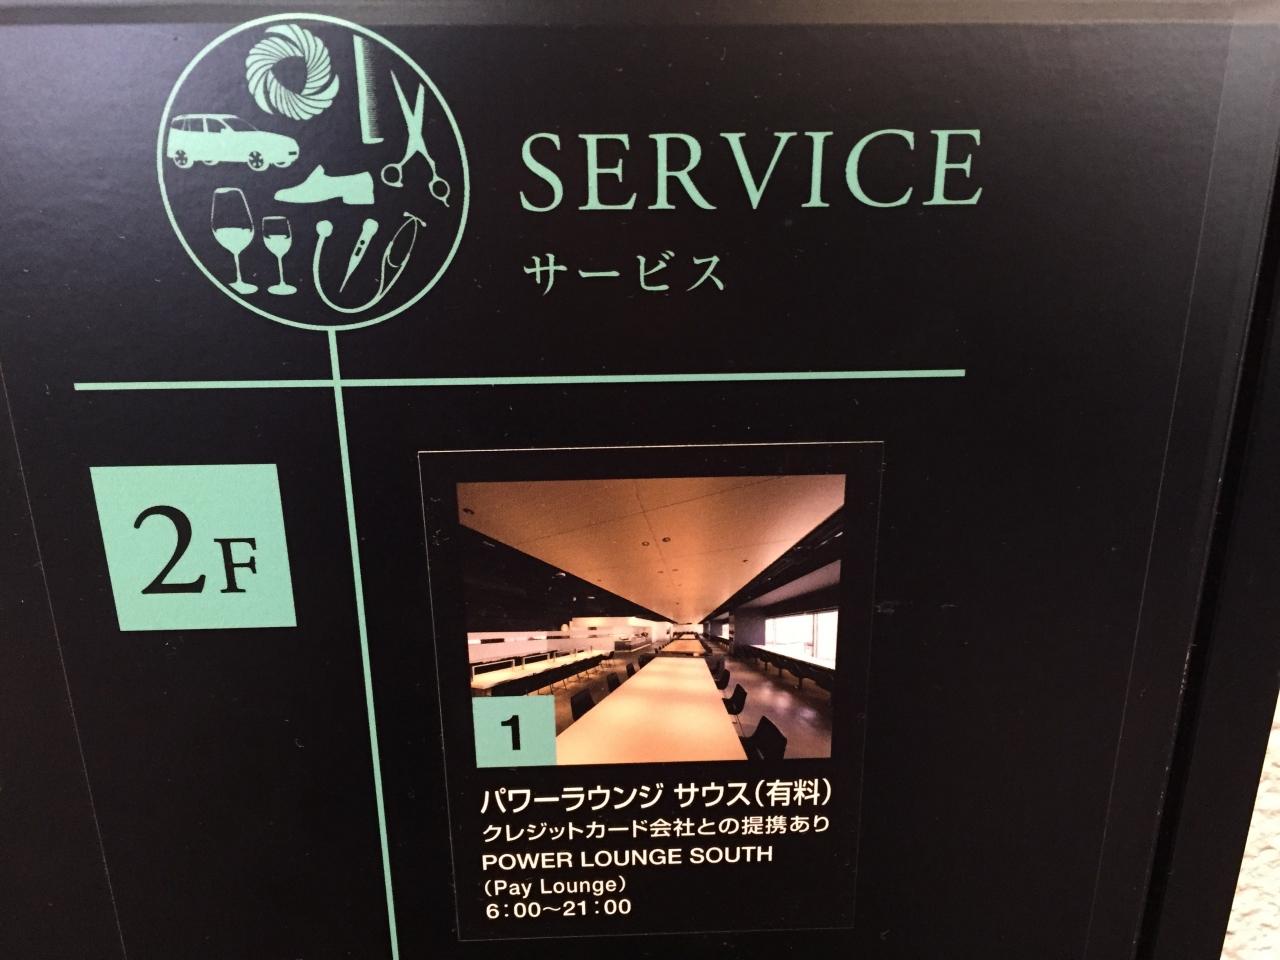 SERVICE
サービス
2F
1
パワーラウンジ サウス(有料)
クレジットカード会社との提携あり
POWER LOUNGE SOUTH
(Pay Lounge)
6:00〜21:00